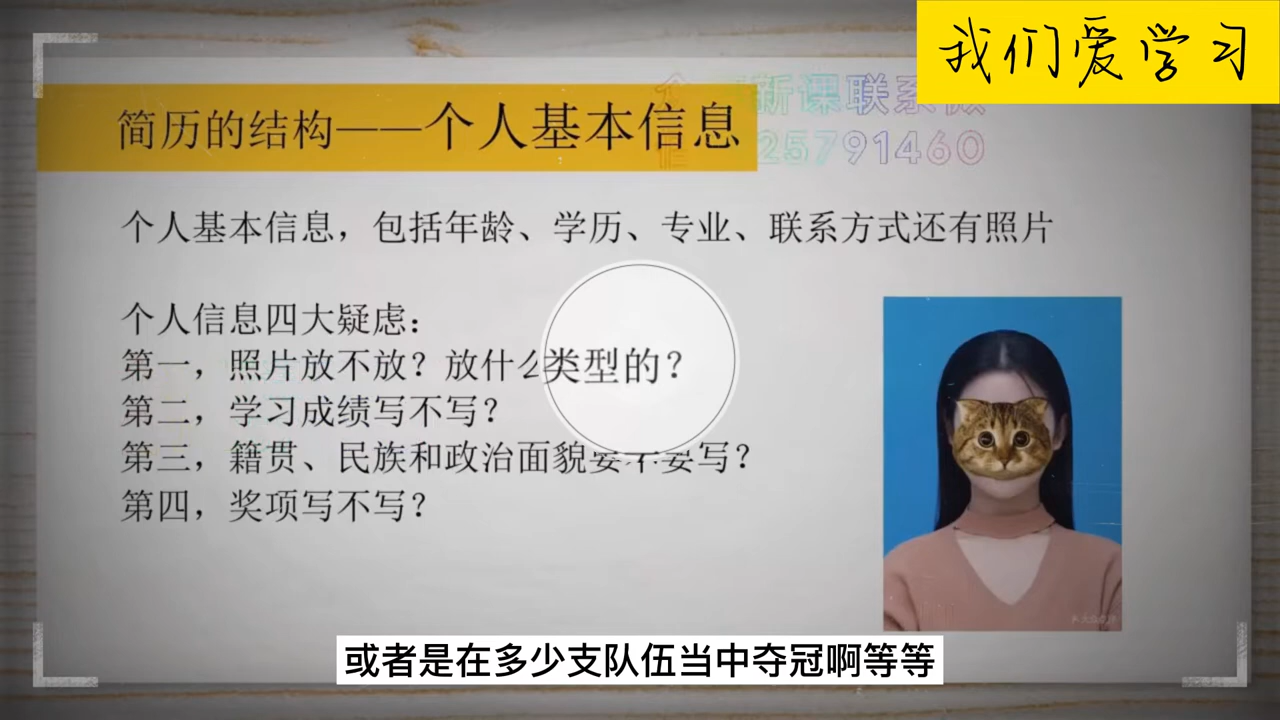 我们爱学习
新课联系微
25791460
简历的结构——个人基本信息
个人基本信息，包括年龄、学历、专业、联系方式还有照片
个人信息四大疑虑：
第一，照片放不放？放什么类型的？
第二，学习成绩写不写？
第三，籍贯、民族和政治面貌要不要写？
第四，奖项写不写？
或者是在多少支队伍当中夺冠啊等等